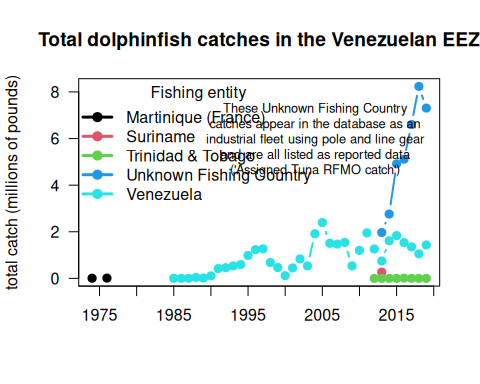 Total dolphinfish catches in the Venezuelan EEZ
Fishing entity
Martinique (France)
Suriname
Trinidad & Tobago
Unknown Fishing Country
Venezuela
These Unknown Fishing Country
catches appear in the database as an
industrial fleet using pole and line gear
and are all listed as reported data
('Assigned Tuna RFMO catch')
total catch (millions of pounds)
8
6
4
2
0
1975
1985
1995
2005
2015